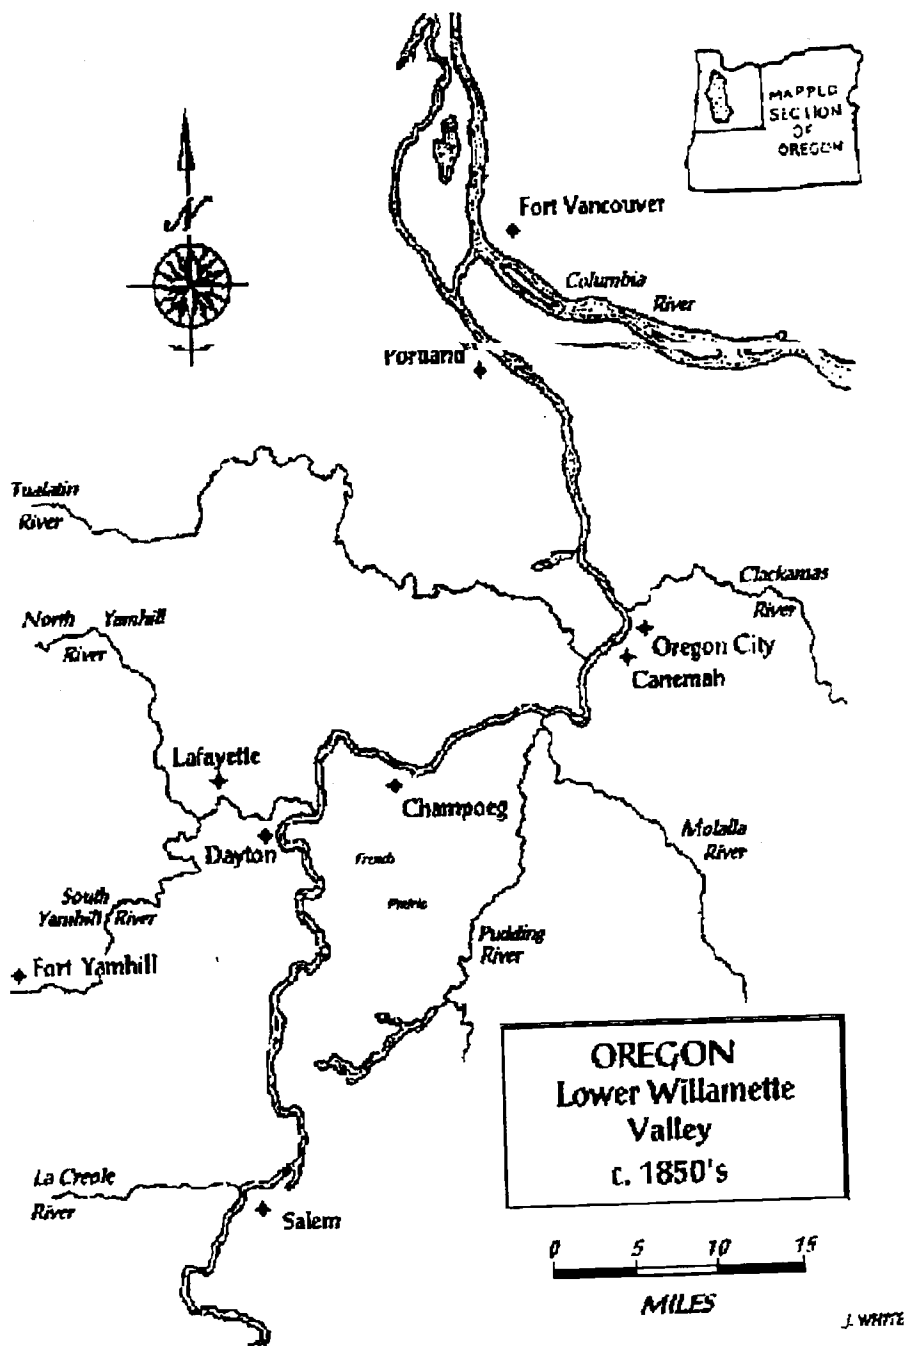 MAPPED
SECTION
OF
OREGON
N
Fort Vancouver
Columbia
River
Portland
Tualatin
River
Clackamas
River
North Yamhill
River
Oregon City
Canemah
Lafayette
Champoeg
Dayton
French
Prairie
Molalla
River
South
Yamhill River
Pudding
River
Fort Yamhill
OREGON
Lower Willamette
Valley
c. 1850's
La Creole
River
Salem
0 5 10 15
MILES
J. WHITE